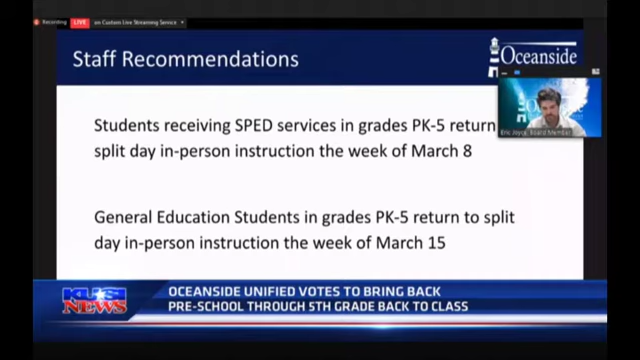 Recording LIVE on Custom Live Streaming Service
Staff Recommendations
Oceanside
Eric Joyce, Board Member
Students receiving SPED services in grades PK-5 return
split day in-person instruction the week of March 8
General Education Students in grades PK-5 return to split
day in-person instruction the week of March 15
KUSI
NEWS
OCEANSIDE UNIFIED VOTES TO BRING BACK
PRE-SCHOOL THROUGH 5TH GRADE BACK TO CLASS